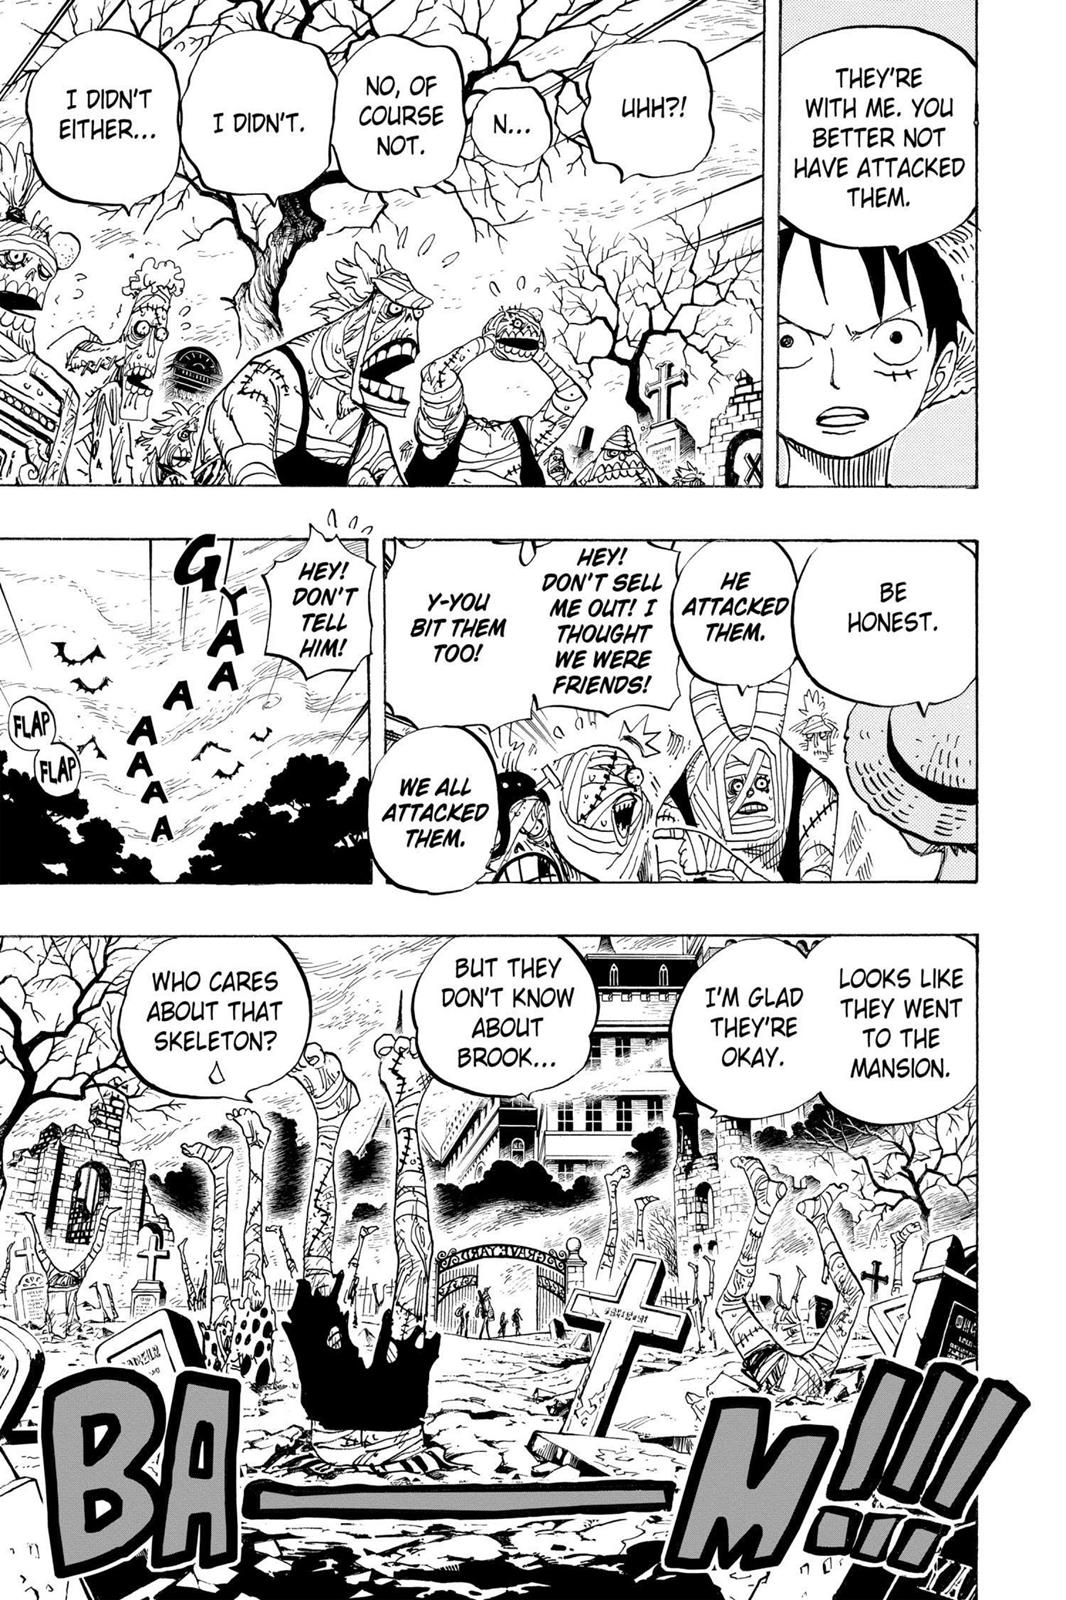 THEY'RE
WITH ME. YOU
BETTER NOT
HAVE ATTACKED
THEM.
UHH?!
N...
NO, OF
COURSE
NOT.
I DIDN'T.
I DIDN'T
EITHER...
BE
HONEST.
HE
ATTACKED
THEM.
HEY!
DON'T SELL
ME OUT! I
THOUGHT
WE WERE
FRIENDS!
Y-YOU
BIT THEM
TOO!
WE ALL
ATTACKED
THEM.
HEY!
DON'T
TELL
HIM!
GYAAAAAAA
FLAP
FLAP
LOOKS LIKE
THEY WENT
TO THE
MANSION.
I'M GLAD
THEY'RE
OKAY.
BUT THEY
DON'T KNOW
ABOUT
BROOK...
WHO CARES
ABOUT THAT
SKELETON?
GRAVEYARD
BA—M!!!